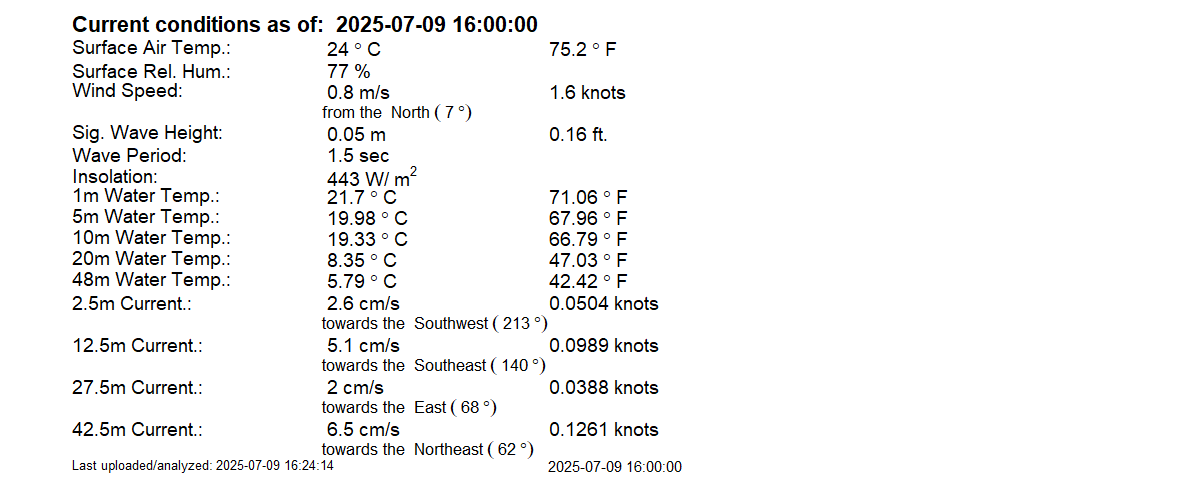 Current conditions as of: 2025-07-09 16:00:00
Surface Air Temp.: 24 ° C 75.2 ° F
Surface Rel. Hum.: 77 %
Wind Speed: 0.8 m/s 1.6 knots
from the North ( 7 °)
Sig. Wave Height: 0.05 m 0.16 ft.
Wave Period: 1.5 sec
Insolation: 443 W/ m²
1m Water Temp.: 21.7 ° C 71.06 ° F
5m Water Temp.: 19.98 ° C 67.96 ° F
10m Water Temp.: 19.33 ° C 66.79 ° F
20m Water Temp.: 8.35 ° C 47.03 ° F
48m Water Temp.: 5.79 ° C 42.42 ° F
2.5m Current.: 2.6 cm/s 0.0504 knots
towards the Southwest ( 213 °)
12.5m Current.: 5.1 cm/s 0.0989 knots
towards the Southeast ( 140 °)
27.5m Current.: 2 cm/s 0.0388 knots
towards the East ( 68 °)
42.5m Current.: 6.5 cm/s 0.1261 knots
towards the Northeast ( 62 °)
Last uploaded/analyzed: 2025-07-09 16:24:14 2025-07-09 16:00:00